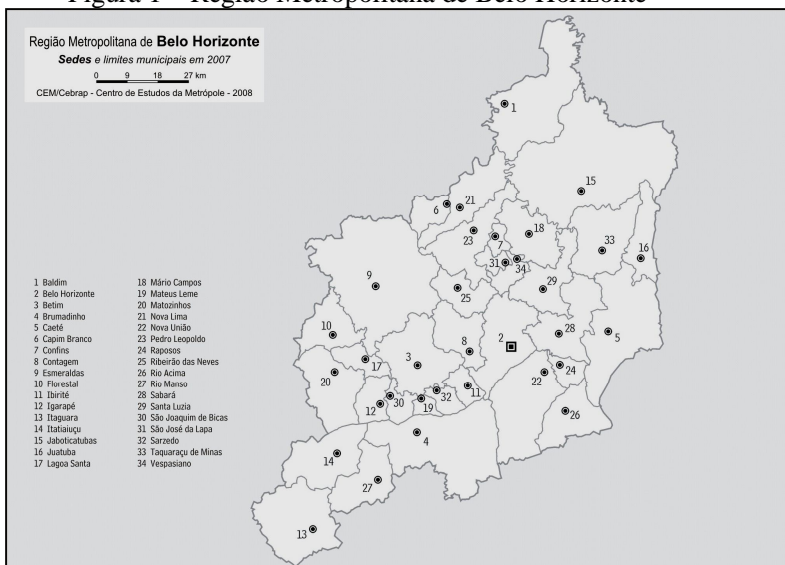 Figura 1 – Região Metropolitana de Belo Horizonte
Região Metropolitana de Belo Horizonte
Sedes e limites municipais em 2007
0 9 18 27 km
CEM/Cebrap - Centro de Estudos da Metrópole - 2008
1
15
6
21
18
23
7
33
16
31
34
9
25
29
10
28
5
8
2
17
3
24
20
22
11
32
30
12
19
26
4
14
27
13
1 Baldim
2 Belo Horizonte
3 Betim
4 Brumadinho
5 Caeté
6 Capim Branco
7 Confins
8 Contagem
9 Esmeraldas
10 Florestal
11 Ibirité
12 Igarapé
13 Itaguara
14 Itatiaiuçu
15 Jaboticatubas
16 Juatuba
17 Lagoa Santa
18 Mário Campos
19 Mateus Leme
20 Matozinhos
21 Nova Lima
22 Nova União
23 Pedro Leopoldo
24 Raposos
25 Ribeirão das Neves
26 Rio Acima
27 Rio Manso
28 Sabará
29 Santa Luzia
30 São Joaquim de Bicas
31 São José da Lapa
32 Sarzedo
33 Taquaraçu de Minas
34 Vespasiano